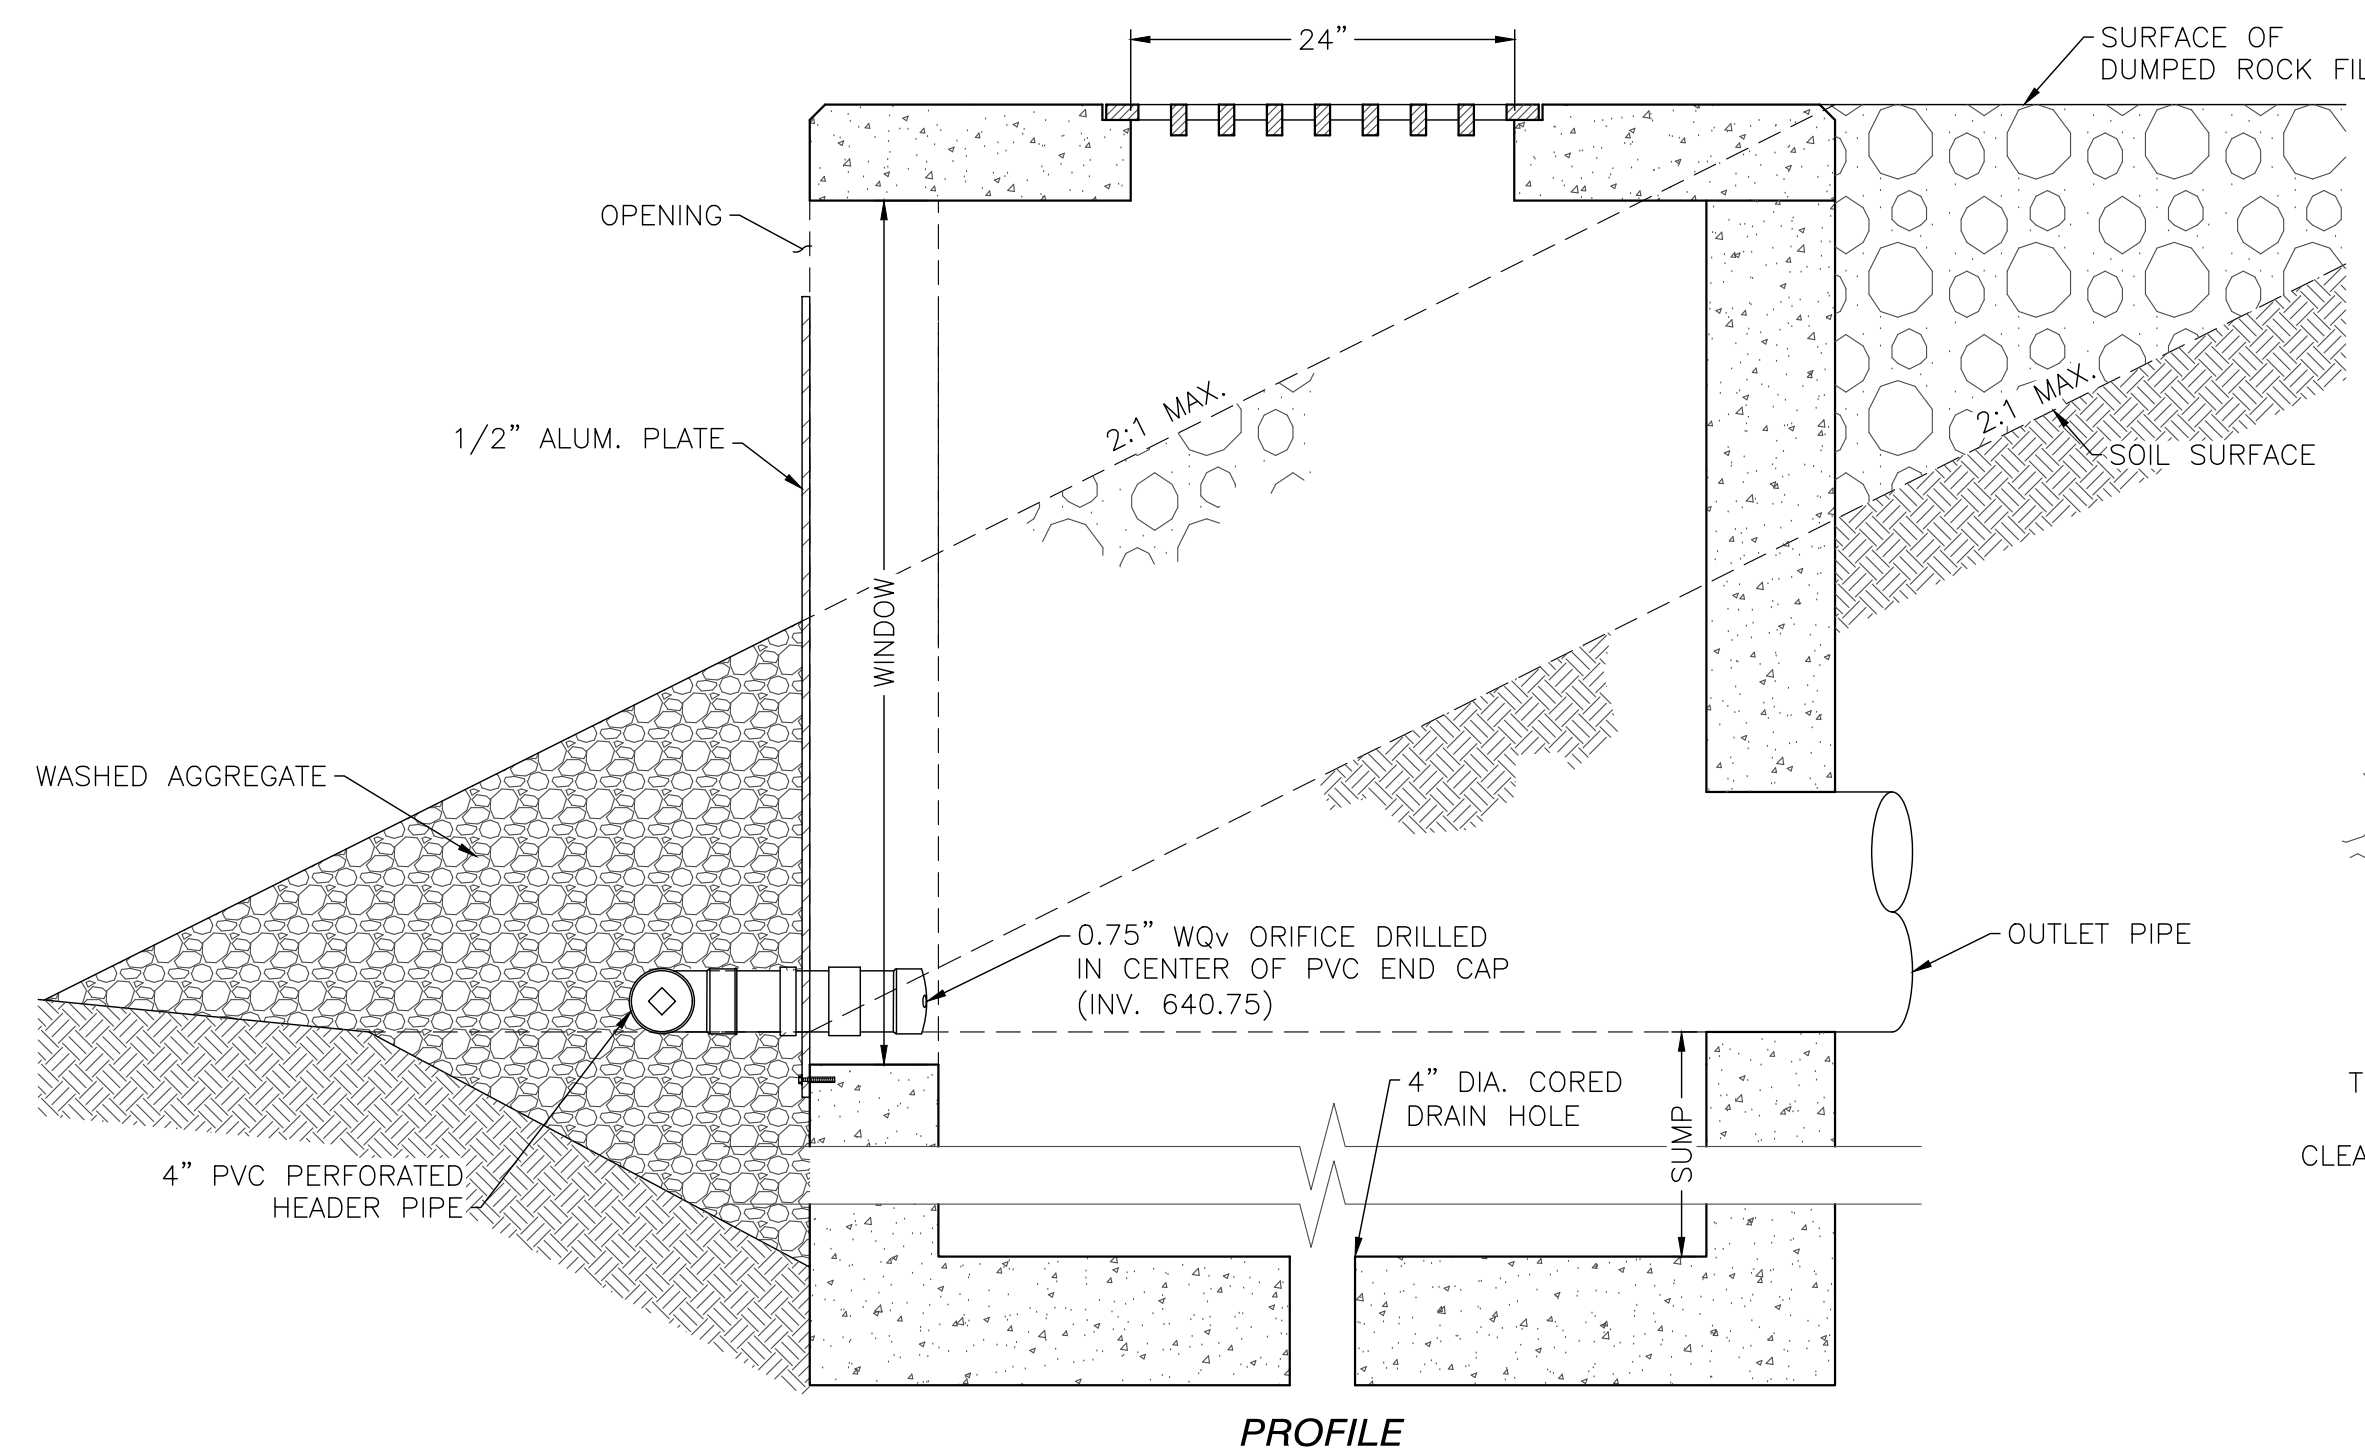 24”
SURFACE OF
DUMPED ROCK
OPENING
1/2” ALUM. PLATE
2:1 MAX.
2:1 MAX.
SOIL SURFACE
WINDOW
WASHED AGGREGATE
0.75” WQv ORIFICE DRILLED
IN CENTER OF PVC END CAP
(INV. 640.75)
OUTLET PIPE
4” DIA. CORED
DRAIN HOLE
SUMP
4” PVC PERFORATED
HEADER PIPE
PROFILE